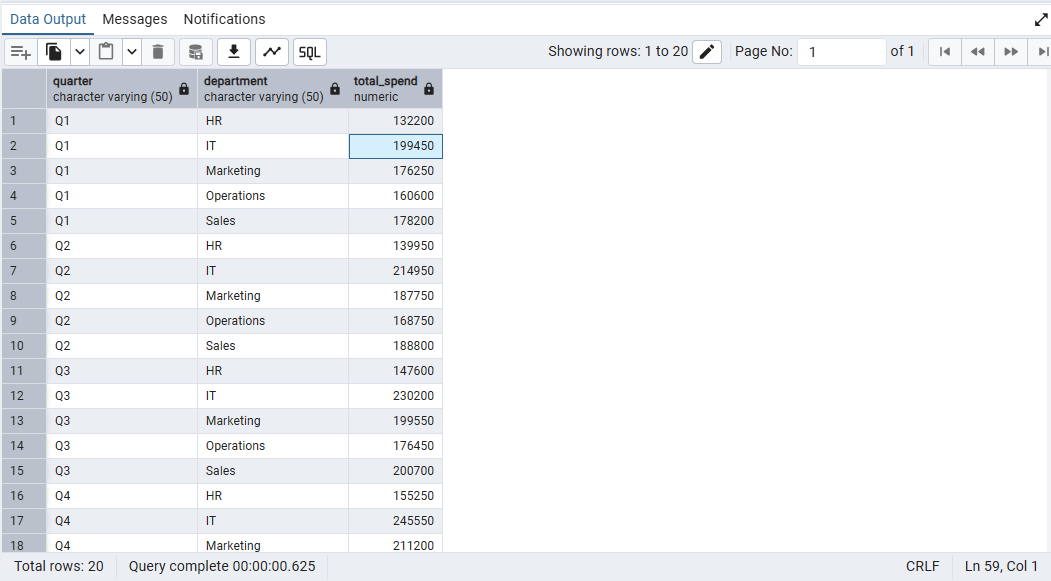 Data Output Messages Notifications
SQL Showing rows: 1 to 20 Page No: 1 of 1
quarter department total_spend
character varying (50) character varying (50) numeric
1 Q1 HR 132200
2 Q1 IT 199450
3 Q1 Marketing 176250
4 Q1 Operations 160600
5 Q1 Sales 178200
6 Q2 HR 139950
7 Q2 IT 214950
8 Q2 Marketing 187750
9 Q2 Operations 168750
10 Q2 Sales 188800
11 Q3 HR 147600
12 Q3 IT 230200
13 Q3 Marketing 199550
14 Q3 Operations 176450
15 Q3 Sales 200700
16 Q4 HR 155250
17 Q4 IT 245550
18 Q4 Marketing 211200
Total rows: 20 Query complete 00:00:00.625 CRLF Ln 59, Col 1